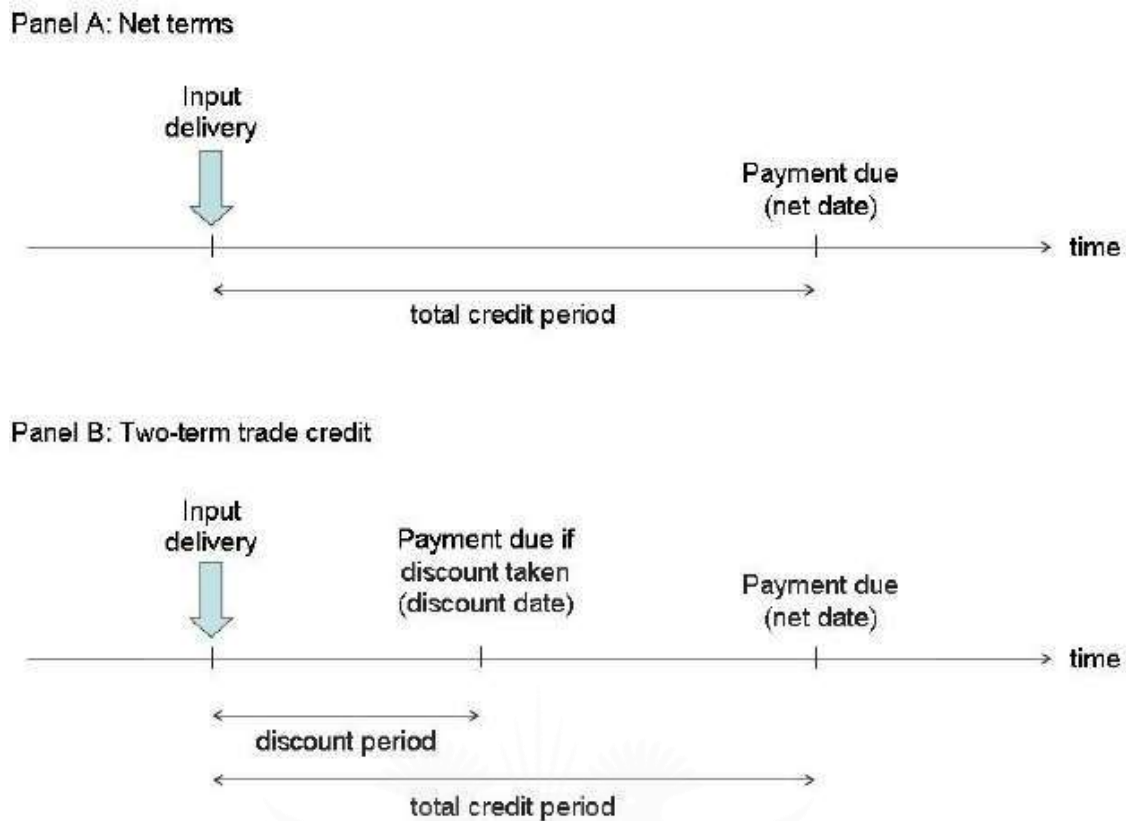 Panel A: Net terms
Input
delivery
Payment due
(net date)
time
total credit period
Panel B: Two-term trade credit
Input
delivery
Payment due if
discount taken
(discount date)
Payment due
(net date)
time
discount period
total credit period